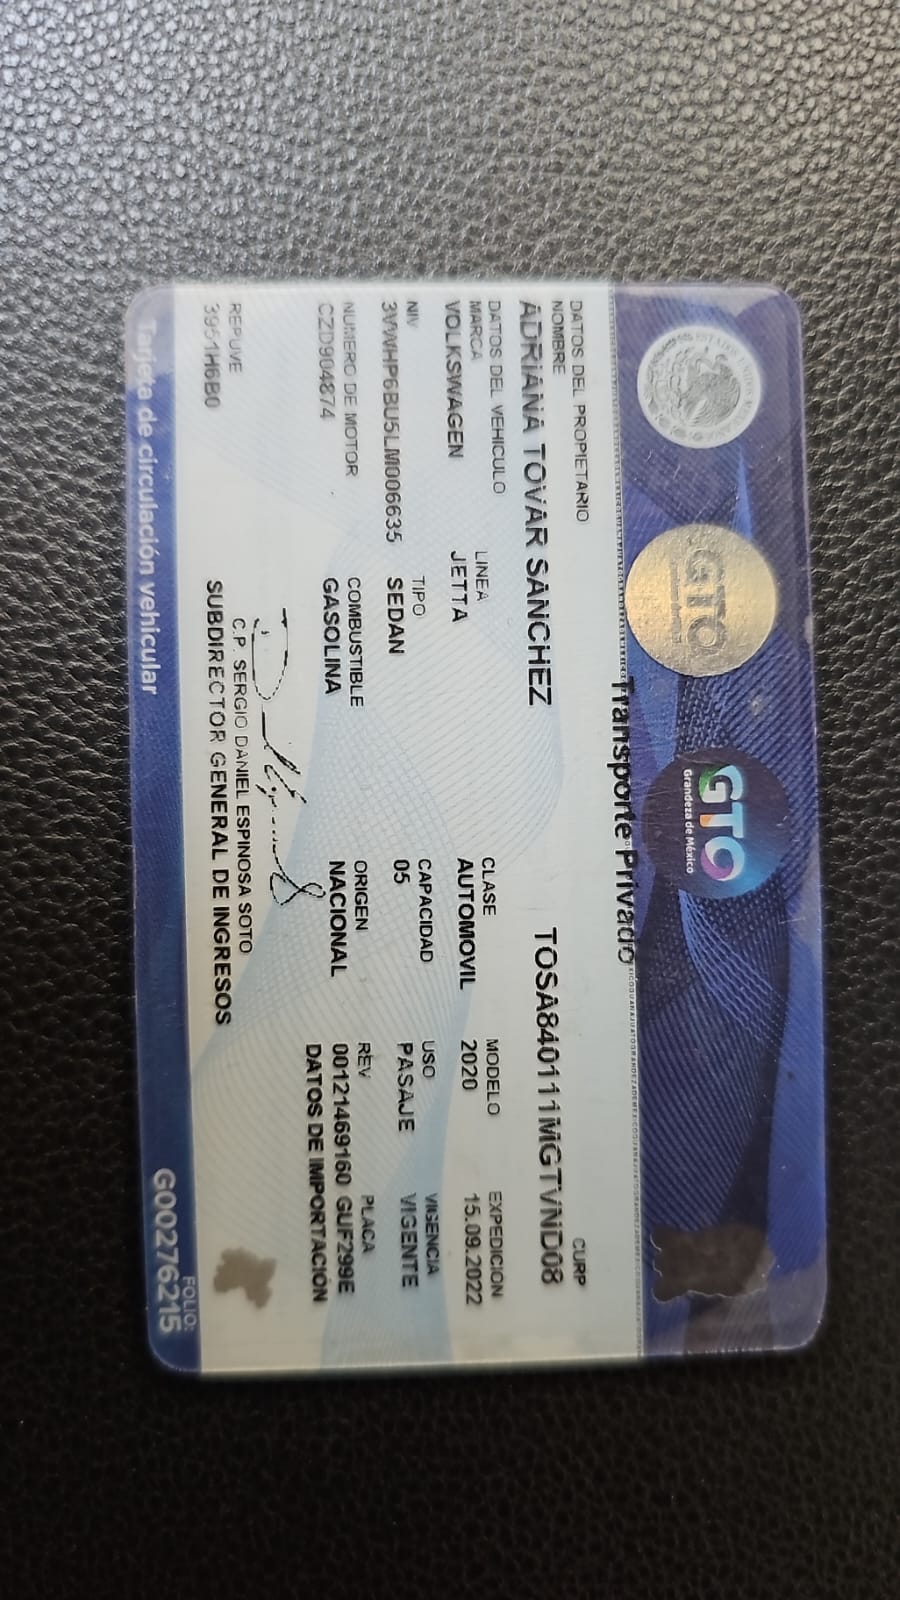 GTO
Grandeza de México
Transporte Privado
DATOS DEL PROPIETARIO
NOMBRE CURP
ADRIANA TOVAR SANCHEZ TOSA840111MGTVND08
DATOS DEL VEHICULO
MARCA LINEA CLASE MODELO EXPEDICIÓN
VOLKSWAGEN JETTA AUTOMOVIL 2020 15.09.2022
NIV TIPO CAPACIDAD USO VIGENCIA
3VWHP6BU5LM006635 SEDAN 05 PASAJE VIGENTE
NUMERO DE MOTOR COMBUSTIBLE ORIGEN REV PLACA
CZD904874 GASOLINA NACIONAL 00121469160 GUF299E
DATOS DE IMPORTACIÓN
REPUVE C.P. SERGIO DANIEL ESPINOSA SOTO
SUBDIRECTOR GENERAL DE INGRESOS
FOLIO:
Tarjeta de circulación vehicular G00276215